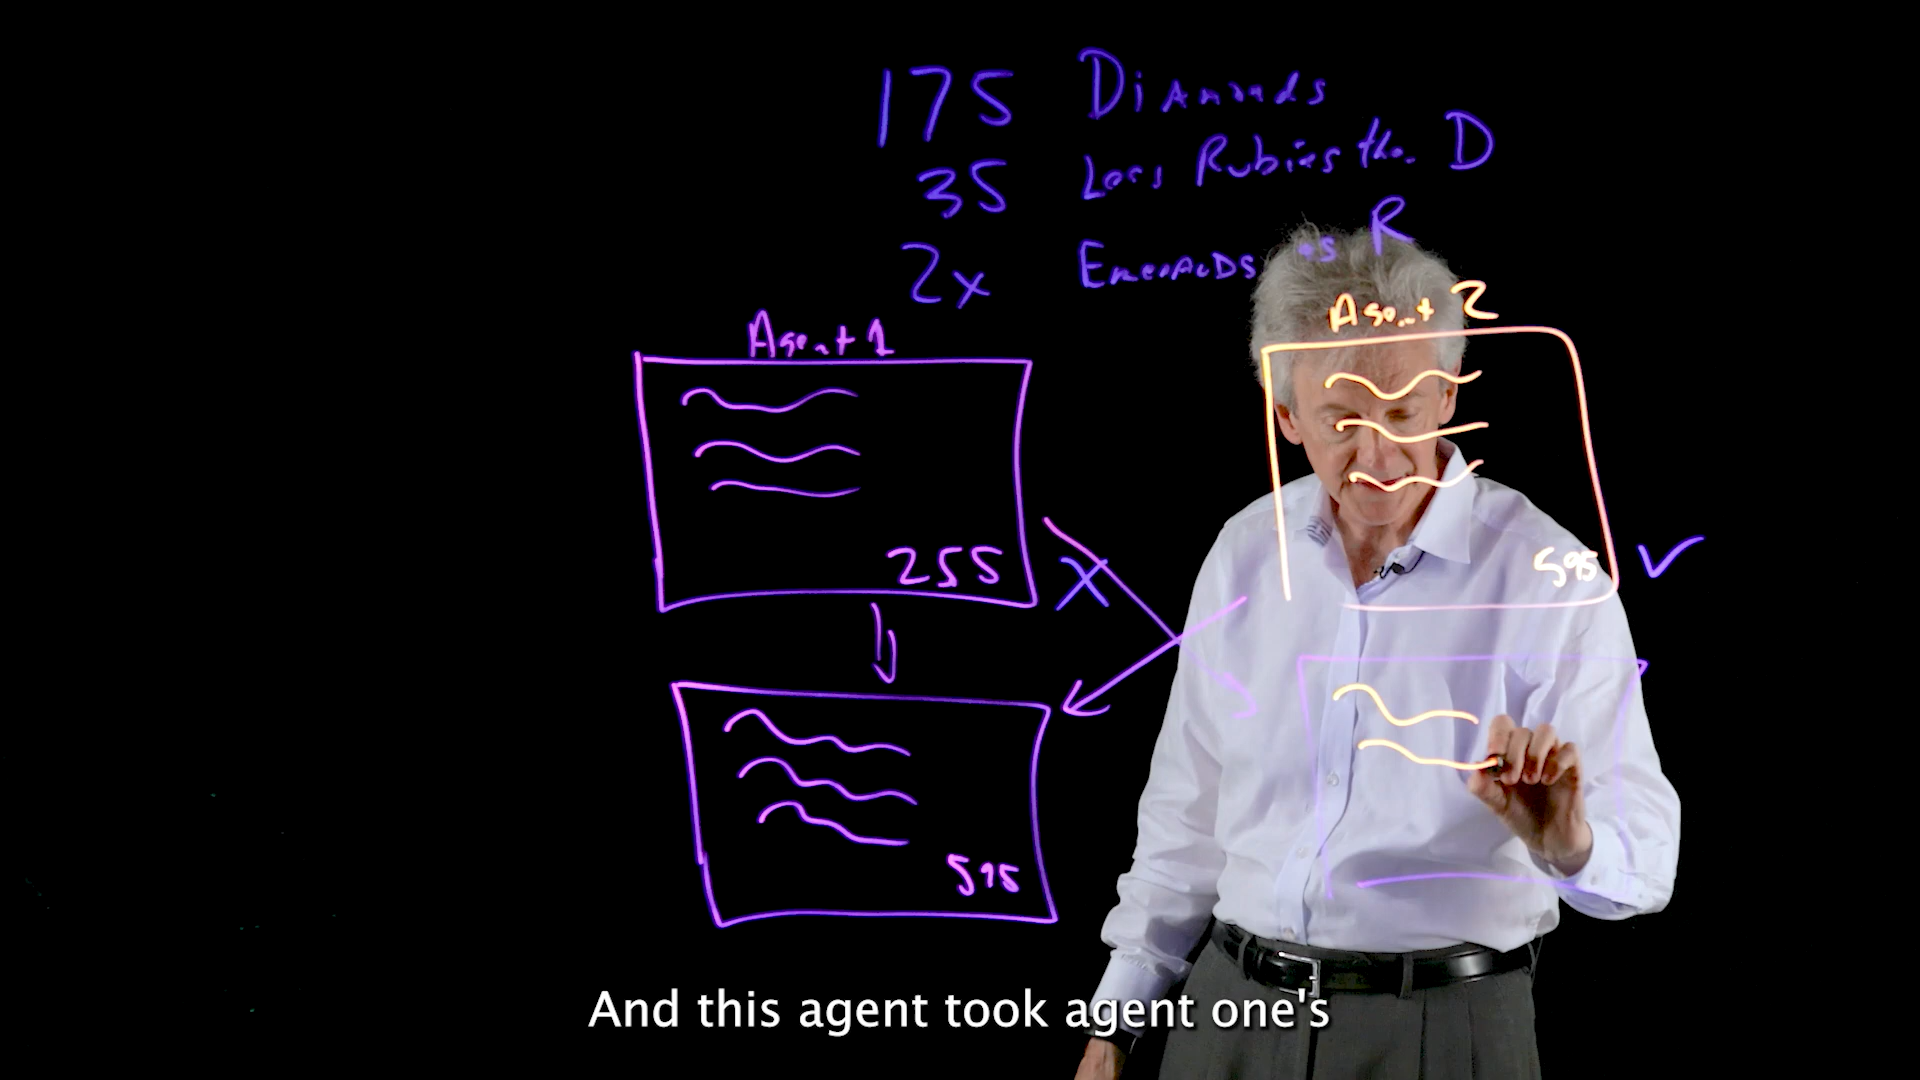 175 Diamonds
35 Less Rubies than D
2x Emeralds as R
Agent 1
Agent 2
255
X
595
✓
595
And this agent took agent one's